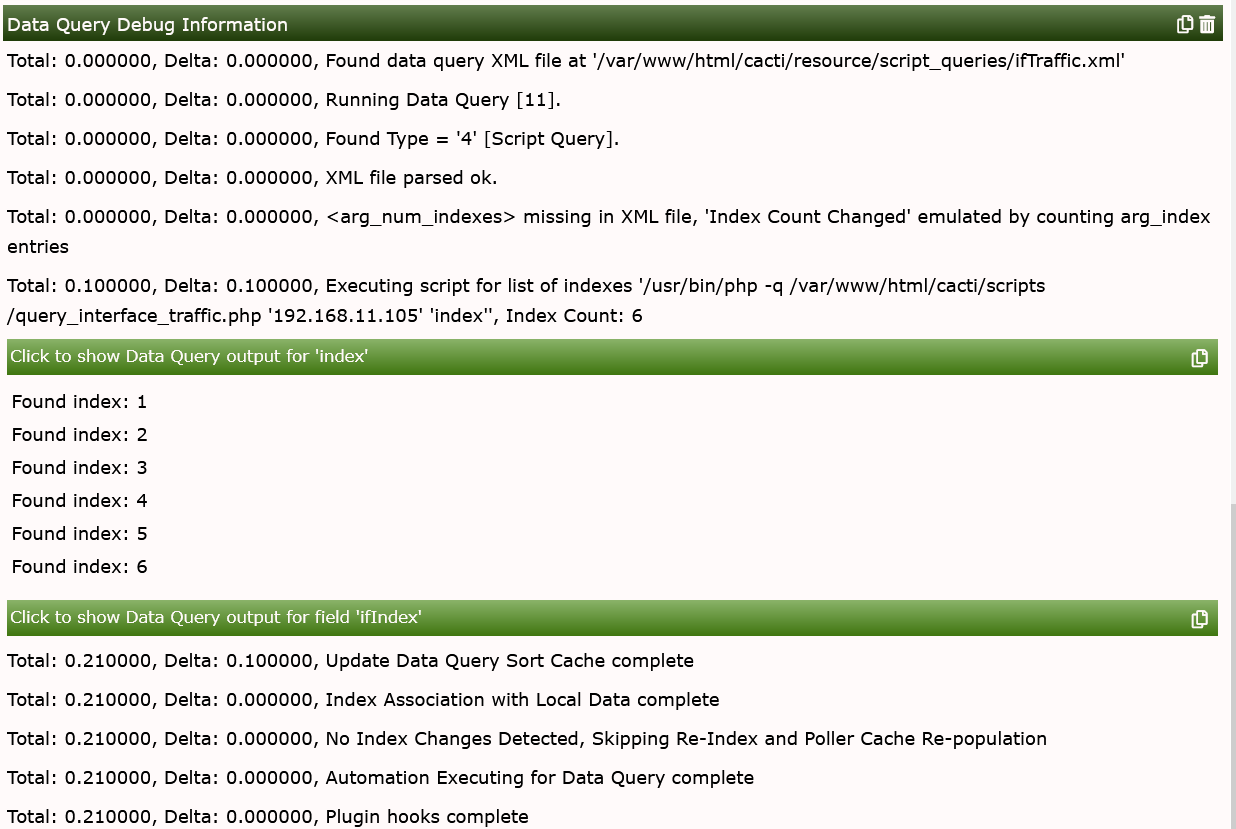 Data Query Debug Information
Total: 0.000000, Delta: 0.000000, Found data query XML file at '/var/www/html/cacti/resource/script_queries/ifTraffic.xml'
Total: 0.000000, Delta: 0.000000, Running Data Query [11].
Total: 0.000000, Delta: 0.000000, Found Type = '4' [Script Query].
Total: 0.000000, Delta: 0.000000, XML file parsed ok.
Total: 0.000000, Delta: 0.000000, <arg_num_indexes> missing in XML file, 'Index Count Changed' emulated by counting arg_index
entries
Total: 0.100000, Delta: 0.100000, Executing script for list of indexes '/usr/bin/php -q /var/www/html/cacti/scripts
/query_interface_traffic.php '192.168.11.105' 'index'', Index Count: 6
Click to show Data Query output for 'index'
Found index: 1
Found index: 2
Found index: 3
Found index: 4
Found index: 5
Found index: 6
Click to show Data Query output for field 'ifIndex'
Total: 0.210000, Delta: 0.100000, Update Data Query Sort Cache complete
Total: 0.210000, Delta: 0.000000, Index Association with Local Data complete
Total: 0.210000, Delta: 0.000000, No Index Changes Detected, Skipping Re-Index and Poller Cache Re-population
Total: 0.210000, Delta: 0.000000, Automation Executing for Data Query complete
Total: 0.210000, Delta: 0.000000, Plugin hooks complete